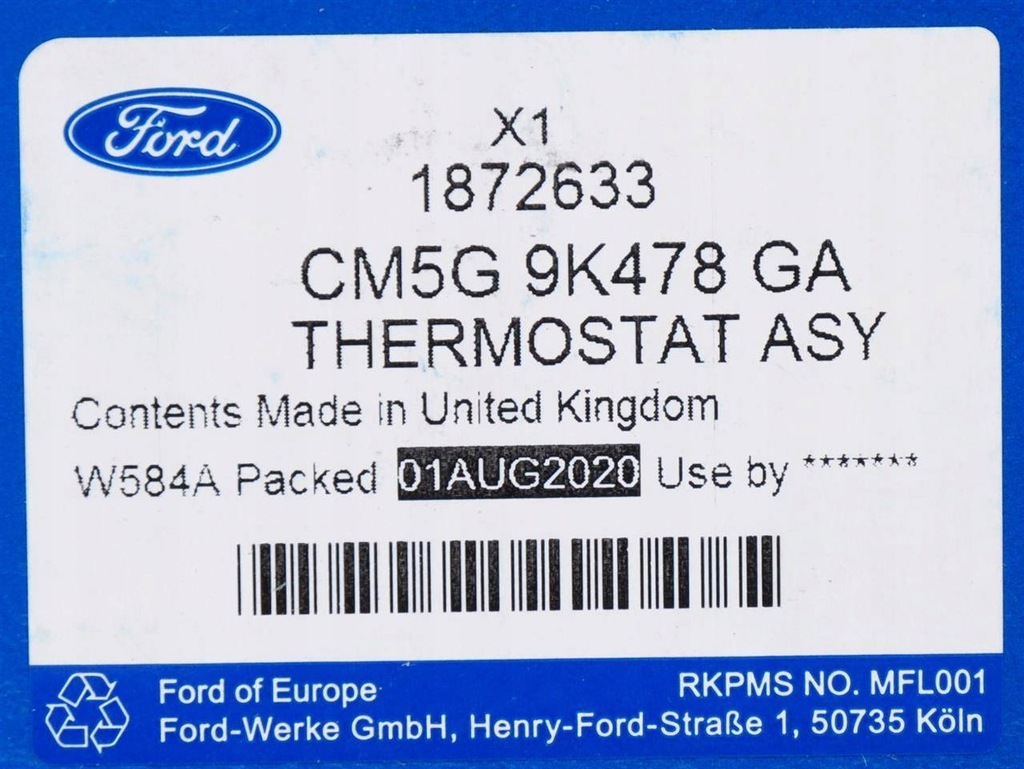 Ford
X1
1872633
CM5G 9K478 GA
THERMOSTAT ASY
Contents Made in United Kingdom
W584A Packed 01AUG2020 Use by *******
Ford of Europe
Ford-Werke GmbH, Henry-Ford-Straße 1, 50735 Köln
RKPMS NO. MFL001